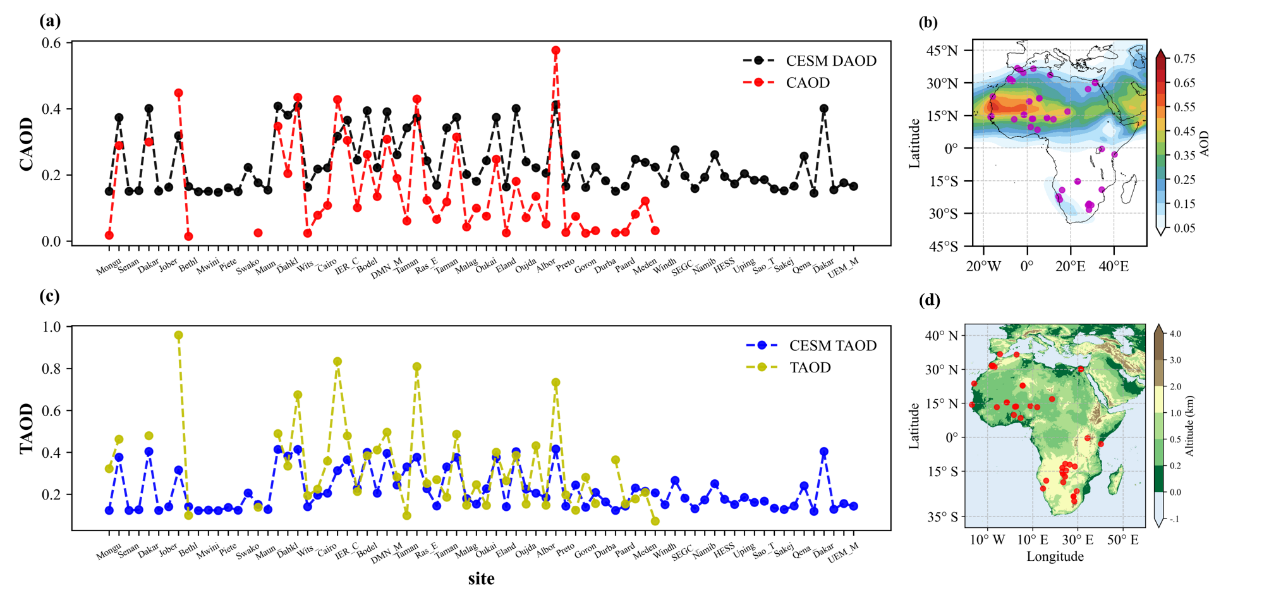 (a)
0.6
0.4
0.2
0.0
CAOD
CESM DAOD
CAOD
Mongu
Senan
Dakar
Jober
Bethl
Mwini
Piete
Swako
Maun
Dahkl
Wits
Cairo
IER_C
Bodel
DMN_M
Taman
Ras_E
Taman
Malag
Oukai
Eland
Oujda
Albor
Preto
Goron
Durba
Paard
Meden
Windh
SEGC
Namib
HESS
Uping
Sao_T
Sakej
Qena
Dakar
UEM_M
(b)
45°N
30°N
15°N
0°
15°S
30°S
45°S
Latitude
20°W
0°
20°E
40°E
0.75
0.65
0.55
0.45
0.35
0.25
0.15
0.05
AOD
(c)
1.0
0.8
0.6
0.4
0.2
TAOD
CESM TAOD
TAOD
Mongu
Senan
Dakar
Jober
Bethl
Mwini
Piete
Swako
Maun
Dahkl
Wits
Cairo
IER_C
Bodel
DMN_M
Taman
Ras_E
Taman
Malag
Oukai
Eland
Oujda
Albor
Preto
Goron
Durba
Paard
Meden
Windh
SEGC
Namib
HESS
Uping
Sao_T
Sakej
Qena
Dakar
UEM_M
site
(d)
40° N
30° N
15° N
0°
15° S
35° S
Latitude
10° W
10° E
30° E
50° E
Longitude
4.0
3.0
2.0
1.0
0.5
0.2
0.0
-.1
Altitude (km)